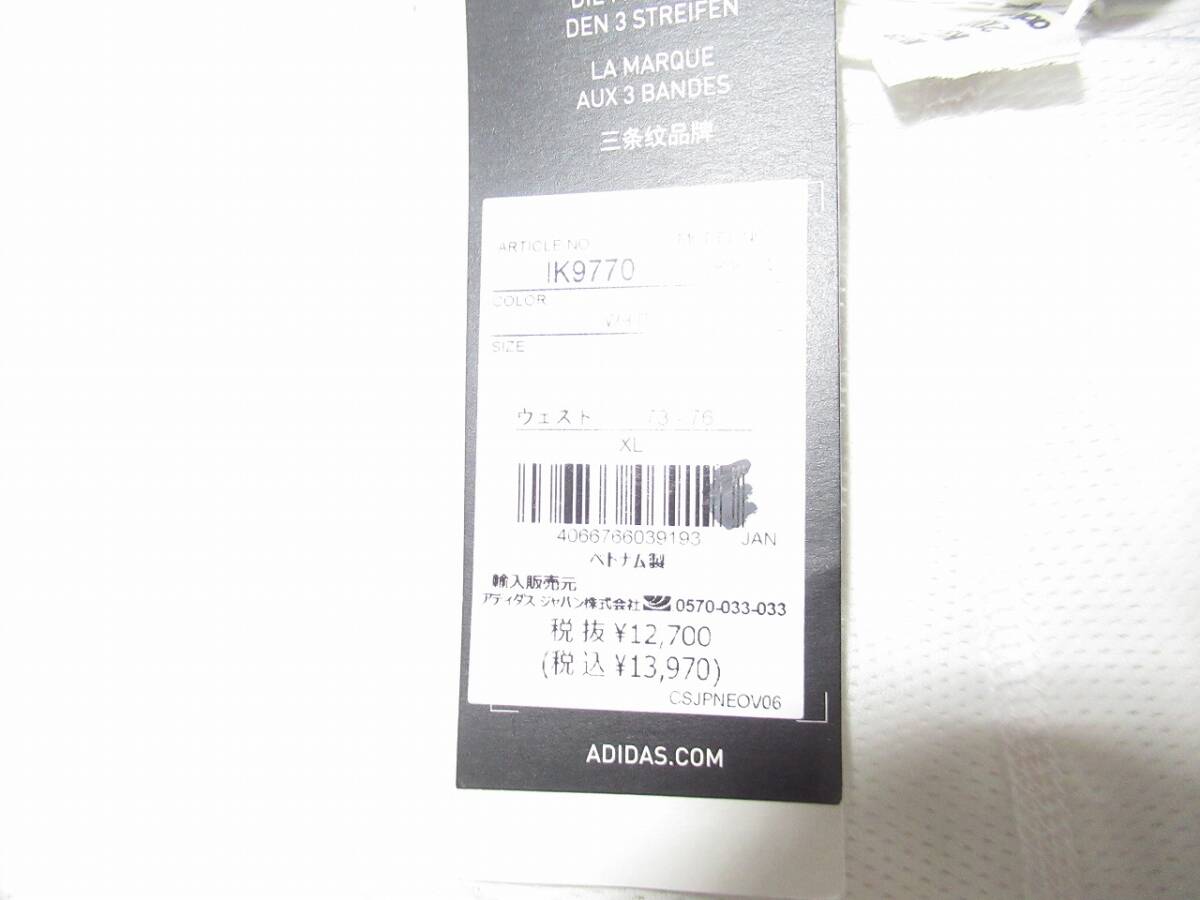 DEN 3 STREIFEN
LA MARQUE
AUX 3 BANDES
三条纹品牌
ARTICLE NO
IK9770
COLOR
SIZE
ウェスト 73 - 76
XL
4066766039193 JAN
ベトナム製
輸入販売元
アディダス ジャパン株式会社 0570-033-033
税抜 ¥12,700
(税込 ¥13,970)
CSJPNEOV06
ADIDAS.COM